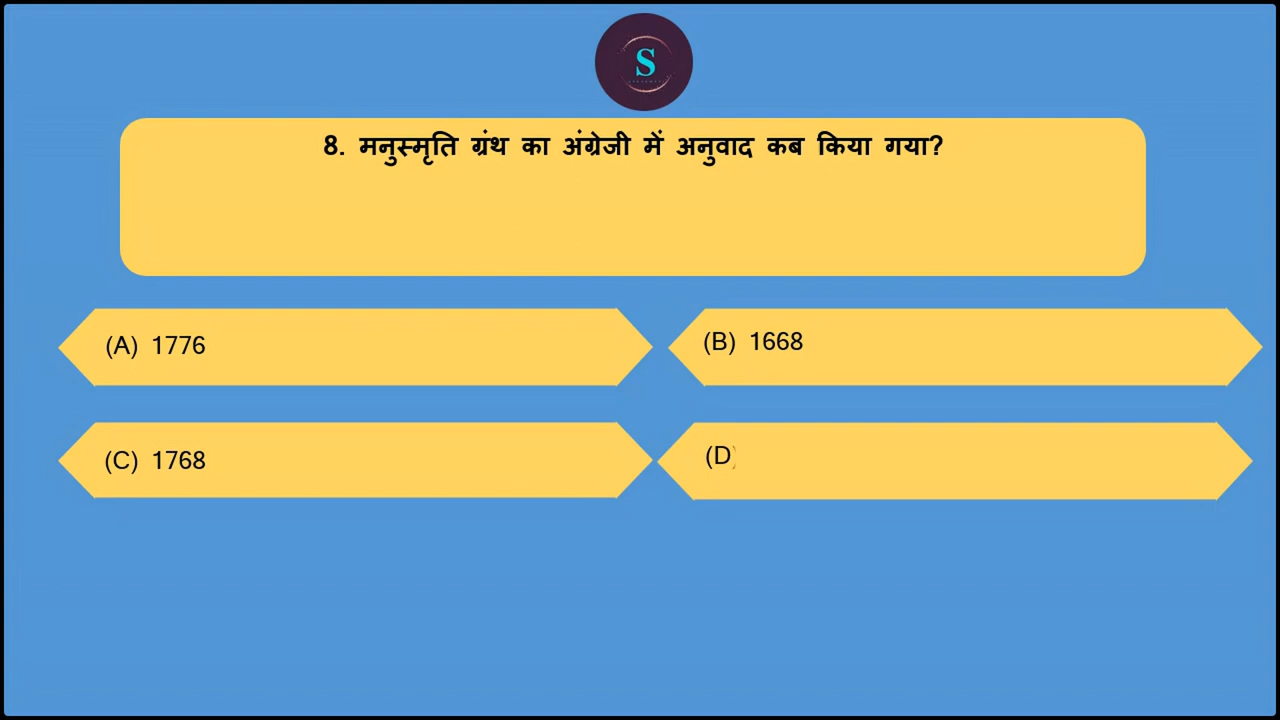 S
8. मनुस्मृति ग्रंथ का अंग्रेजी में अनुवाद कब किया गया?
(A) 1776
(B) 1668
(C) 1768
(D)